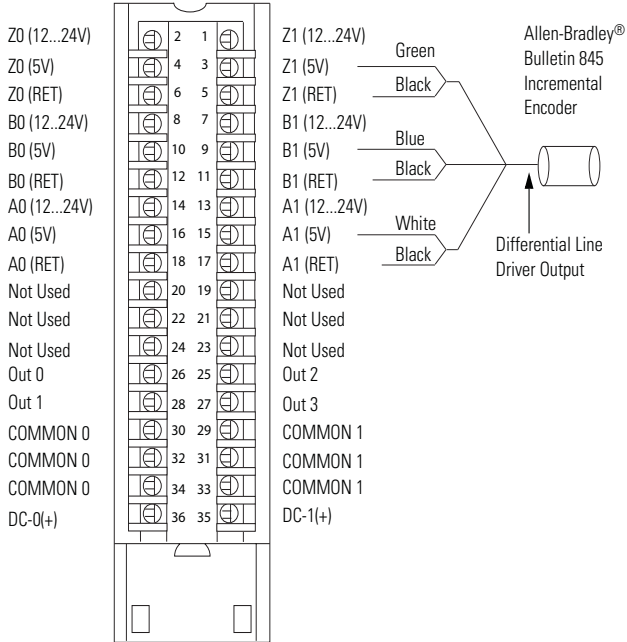 Z0 (12...24V) 2 1 Z1 (12...24V)
Z0 (5V) 4 3 Z1 (5V) Green
Z0 (RET) 6 5 Z1 (RET) Black
B0 (12...24V) 8 7 B1 (12...24V)
B0 (5V) 10 9 B1 (5V) Blue
B0 (RET) 12 11 B1 (RET) Black
A0 (12...24V) 14 13 A1 (12...24V)
A0 (5V) 16 15 A1 (5V) White
A0 (RET) 18 17 A1 (RET) Black
Not Used 20 19 Not Used
Not Used 22 21 Not Used
Not Used 24 23 Not Used
Out 0 26 25 Out 2
Out 1 28 27 Out 3
COMMON 0 30 29 COMMON 1
COMMON 0 32 31 COMMON 1
COMMON 0 34 33 COMMON 1
DC-0(+) 36 35 DC-1(+)
Allen-Bradley®
Bulletin 845
Incremental
Encoder
Differential Line
Driver Output